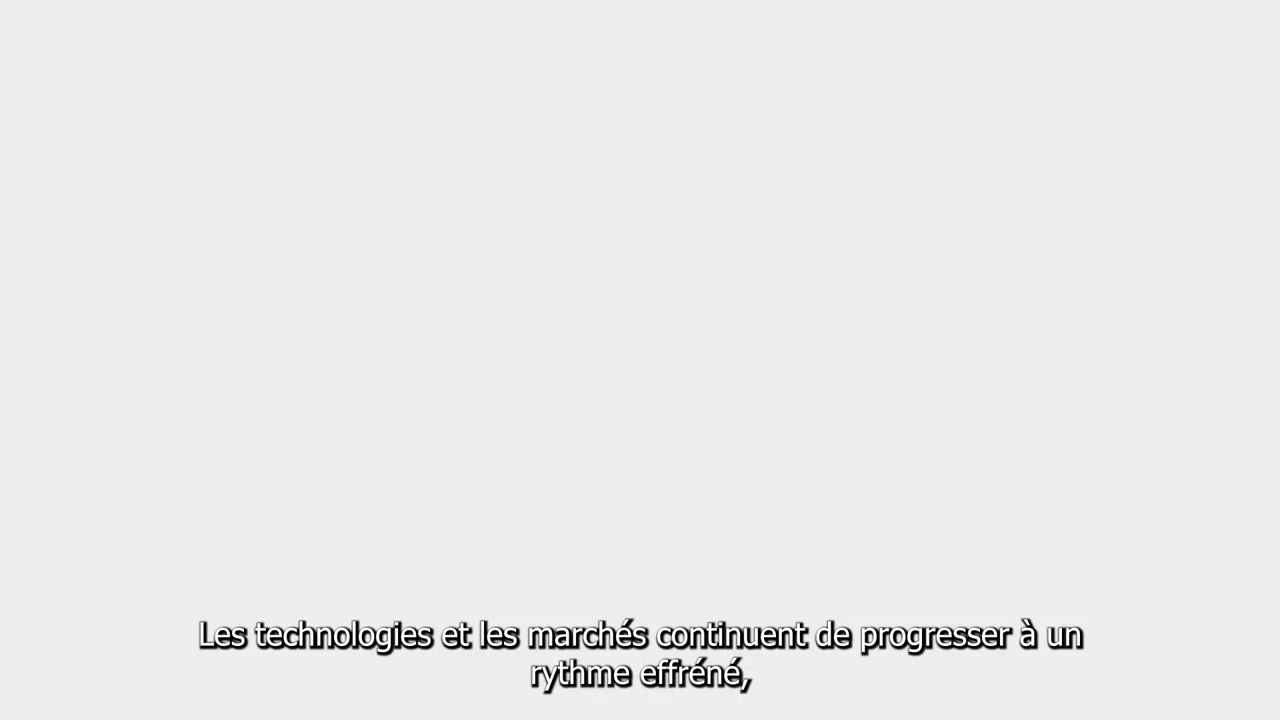 Les technologies et les marchés continuent de progresser à un
rythme effréné,